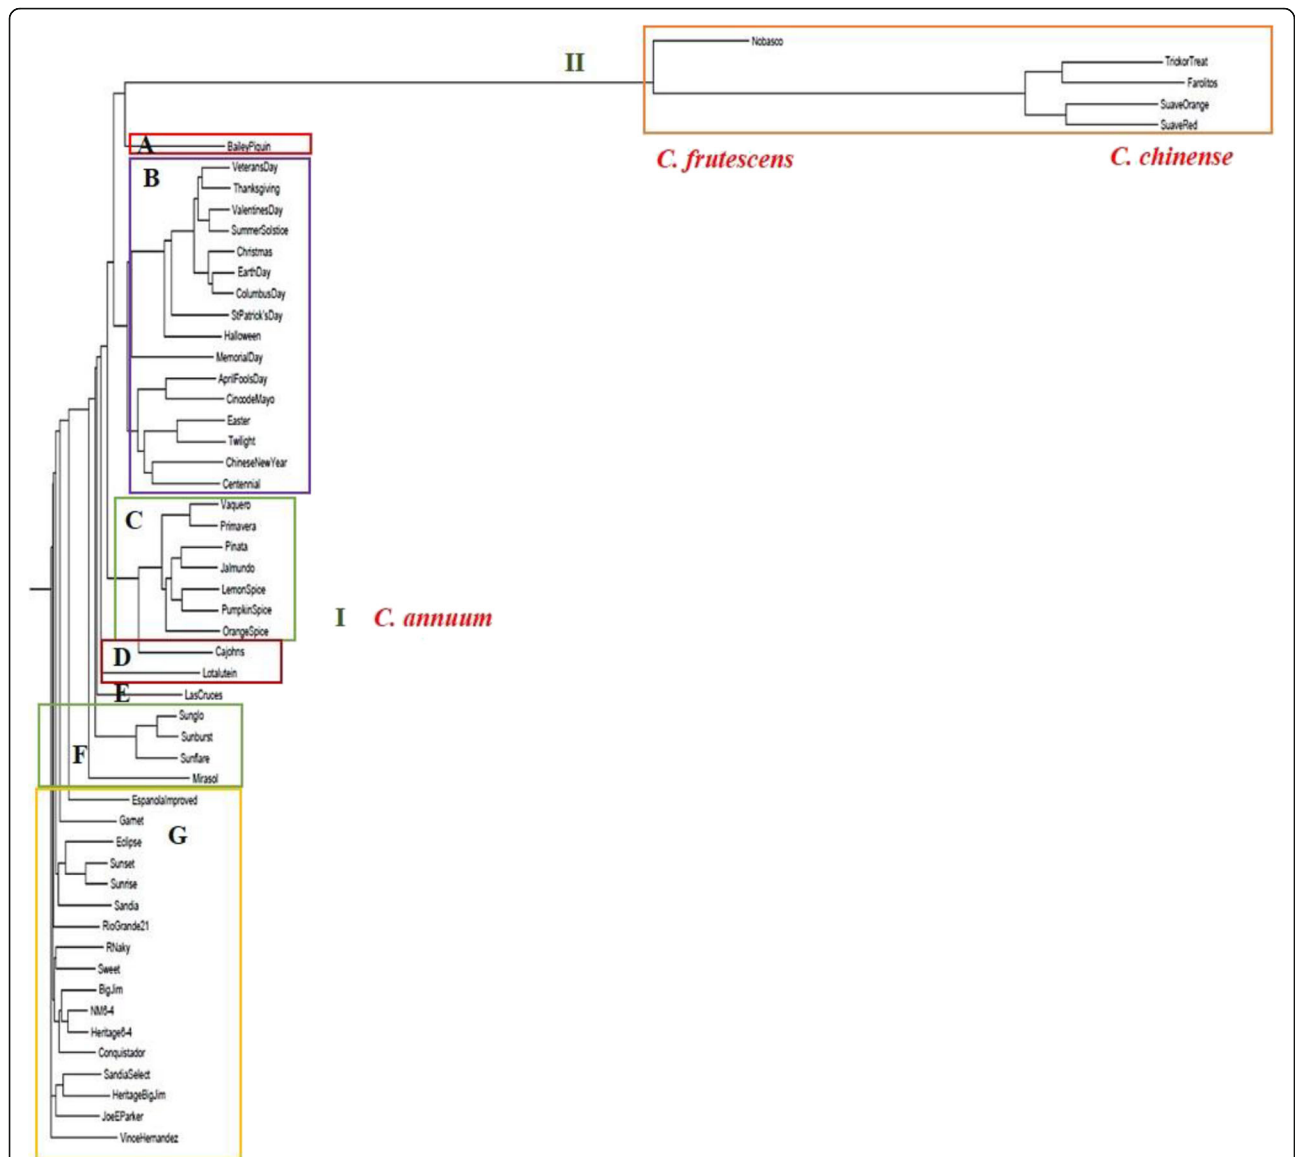 Nobasco
II
TrickorTreat
Farolitos
SuaveOrange
SuaveRed
A
BaileyPiquin
C. frutescens
C. chinense
B
VeteransDay
Thanksgiving
ValentinesDay
SummerSolstice
Christmas
EarthDay
ColumbusDay
StPatrick'sDay
Halloween
MemorialDay
AprilFoolsDay
CincodeMayo
Easter
Twilight
ChineseNewYear
Centennial
Vaquero
C
Primavera
Pinata
Jalmundo
LemonSpice
PumpkinSpice
I
C. annuum
OrangeSpice
Cajohns
D
Lotalutein
E
LasCruces
Sunglo
Sunburst
F
Sunflare
Mirasol
EspanolaImproved
Garnet
G
Eclipse
Sunset
Sunrise
Sandia
RioGrande21
RNaky
Sweet
BigJim
NM6-4
Heritage6-4
Conquistador
SandiaSelect
HeritageBigJim
JoeEParker
VinceHernandez